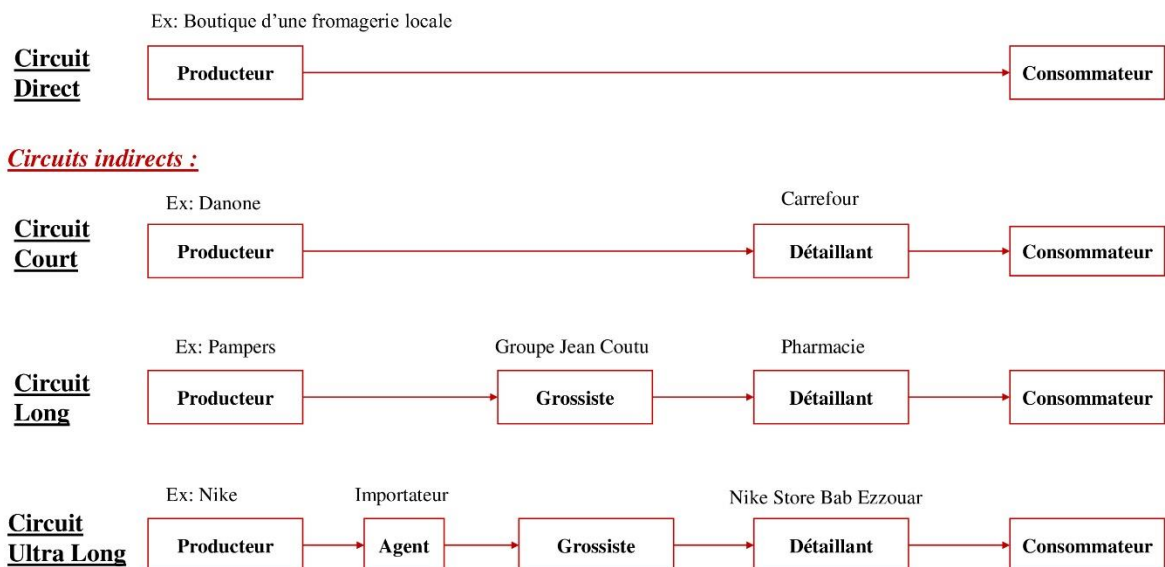 Ex: Boutique d'une fromagerie locale
Circuit
Direct
Producteur
Consommateur
Circuits indirects :
Ex: Danone
Carrefour
Circuit
Court
Producteur
Détaillant
Consommateur
Ex: Pampers
Groupe Jean Coutu
Pharmacie
Circuit
Long
Producteur
Grossiste
Détaillant
Consommateur
Ex: Nike
Importateur
Nike Store Bab Ezzouar
Circuit
Ultra Long
Producteur
Agent
Grossiste
Détaillant
Consommateur